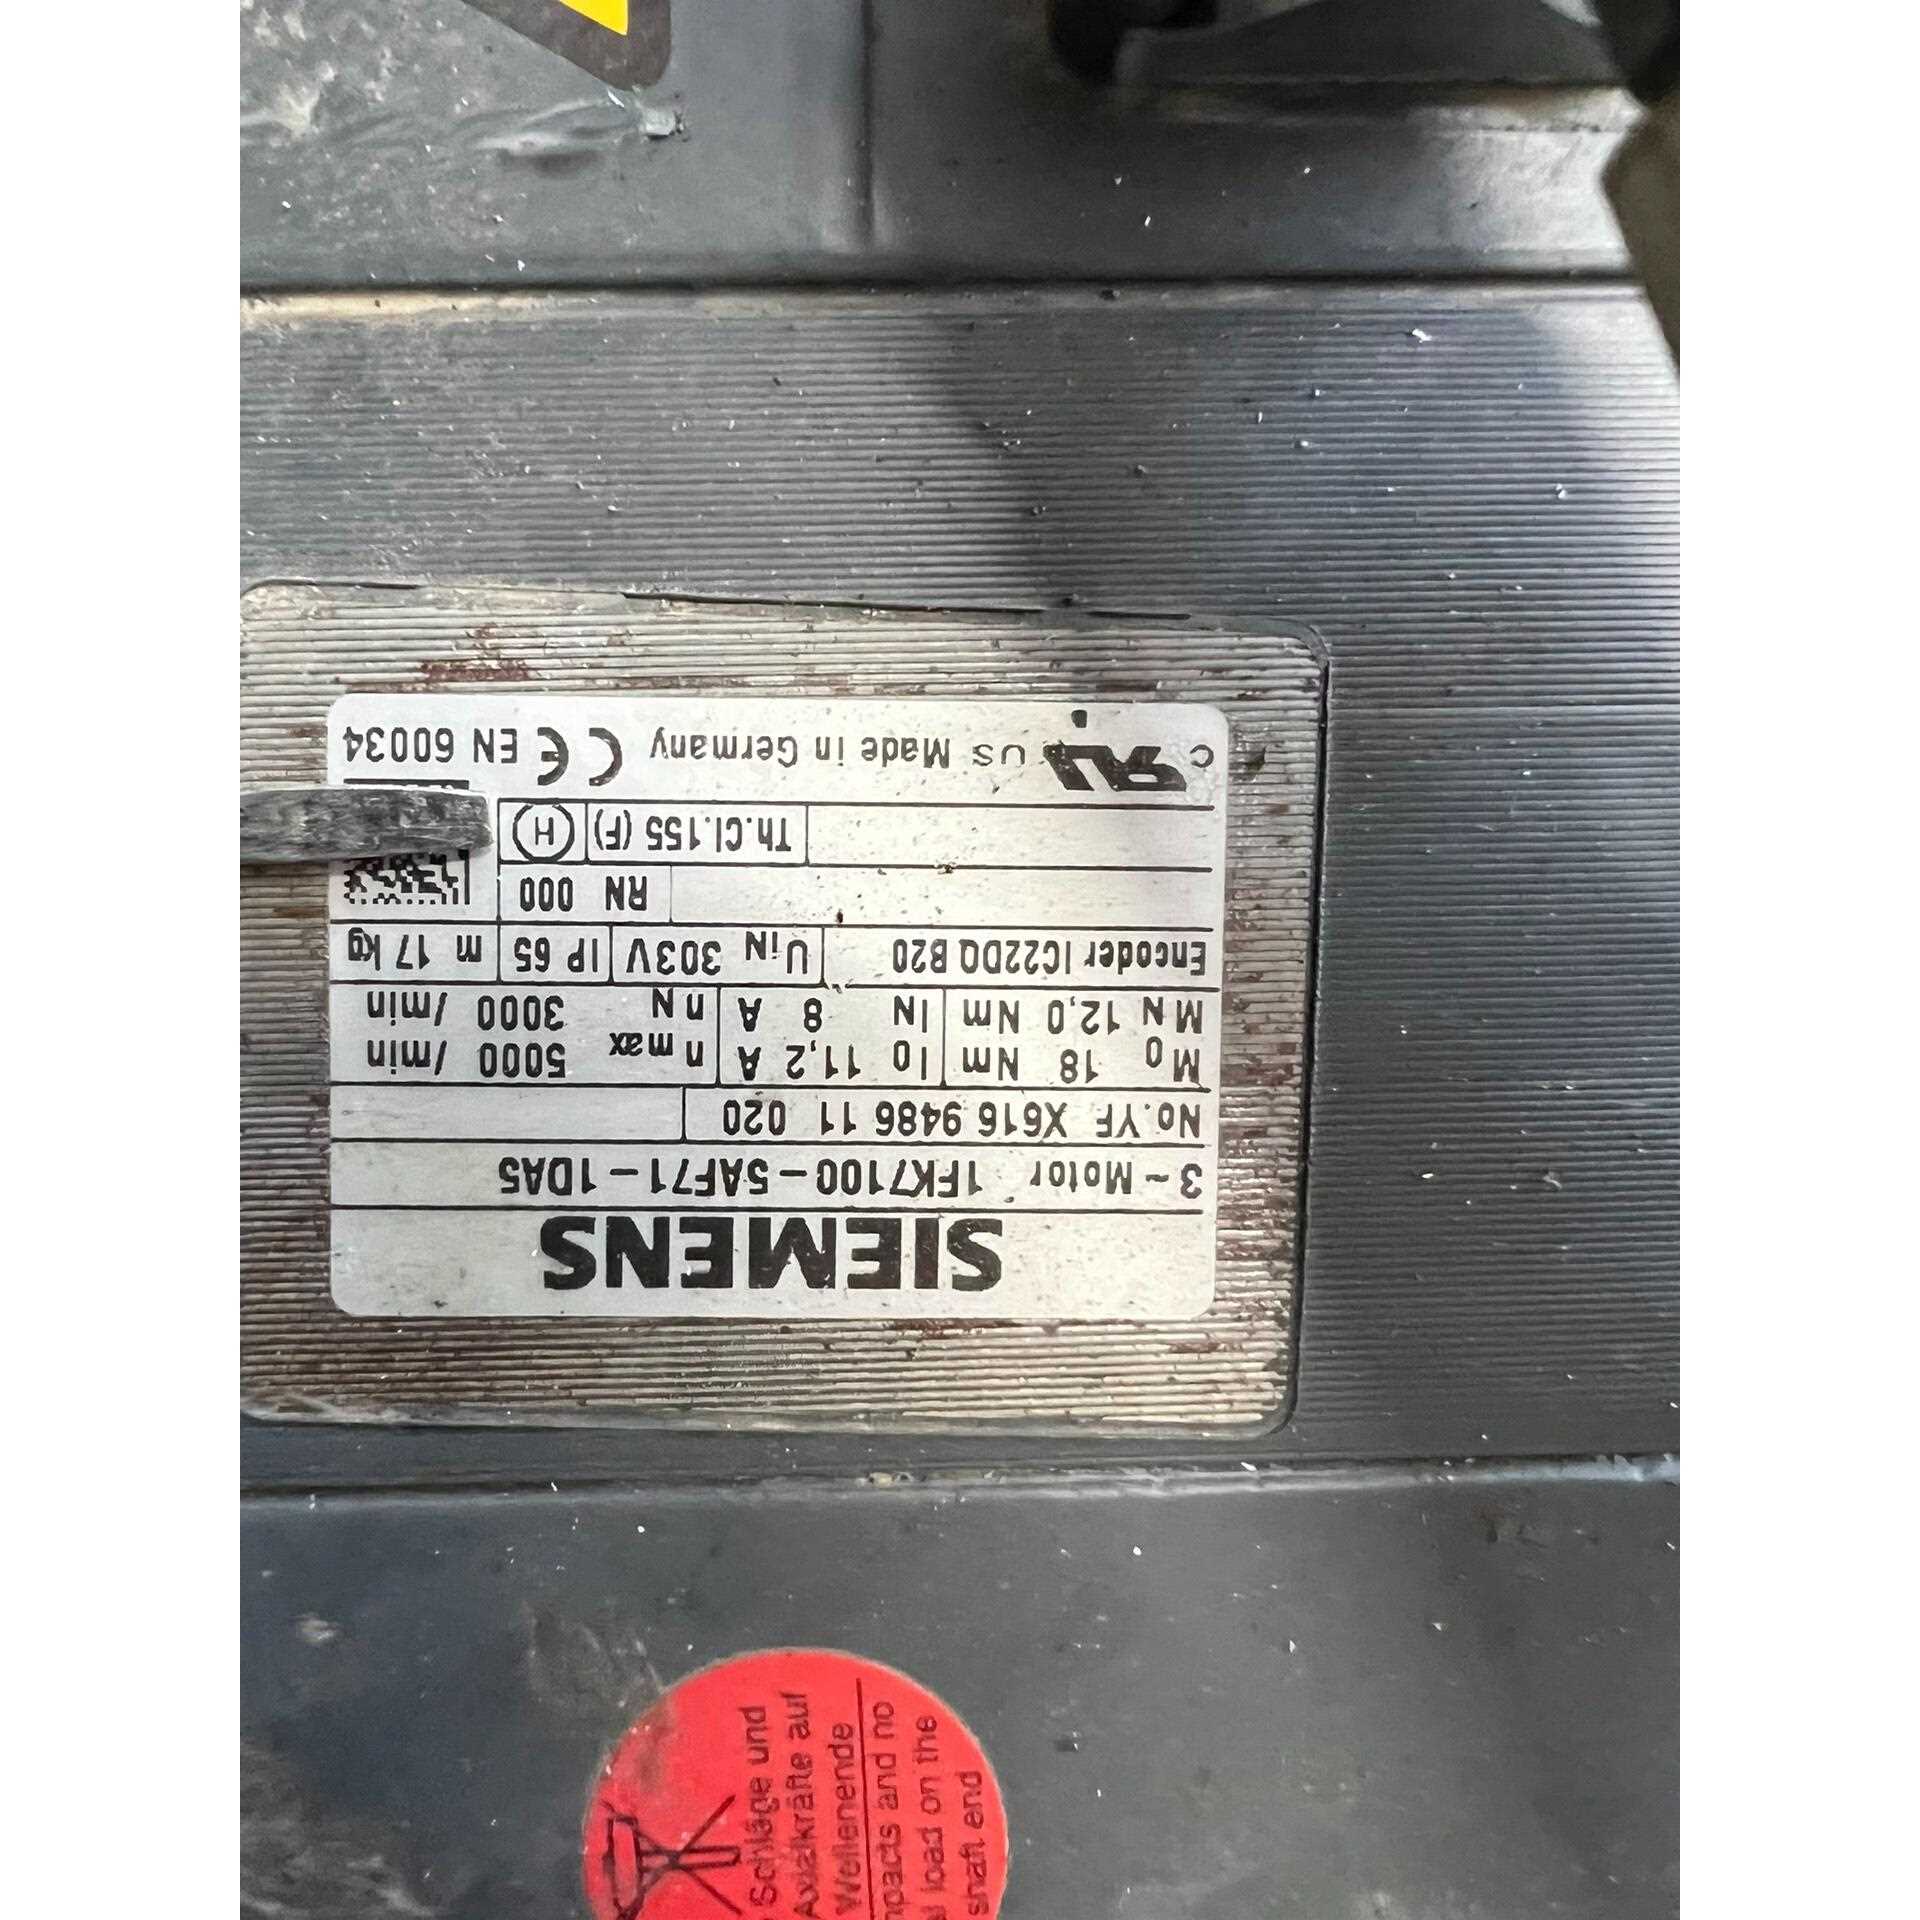 SIEMENS
3~Motor 1FK7100-5AF71-1DA5
No.YF X616 9486 11 020
M0 18 Nm I0 11,2 A n max 5000 /min
MN 12,0 Nm IN 8 A nN 3000 /min
Encoder IC22DQ B20 UiN 303V IP 65 m 17 kg
RN 000
Th.Cl.155 (F) H
c US Made in Germany CE EN 60034
Schläge und
Axialkräfte auf
Wellenende
and no
load on the
shaft end